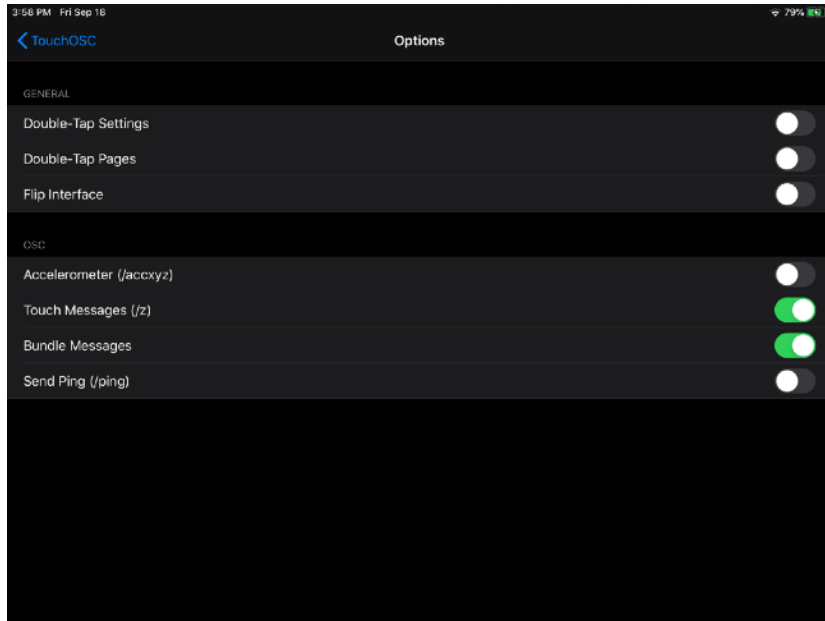 3:58 PM Fri Sep 18 79%
TouchOSC Options
GENERAL
Double-Tap Settings
Double-Tap Pages
Flip Interface
OSC
Accelerometer (/accxyz)
Touch Messages (/z)
Bundle Messages
Send Ping (/ping)